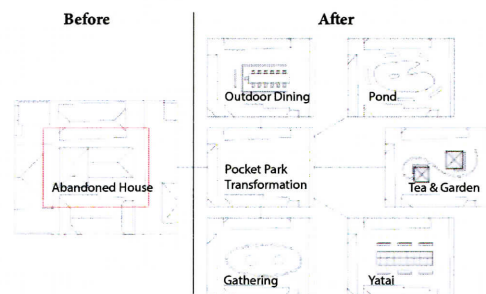 Before
After
Outdoor Dining
Pond
Abandoned House
Pocket Park
Transformation
Tea & Garden
Gathering
Yatai